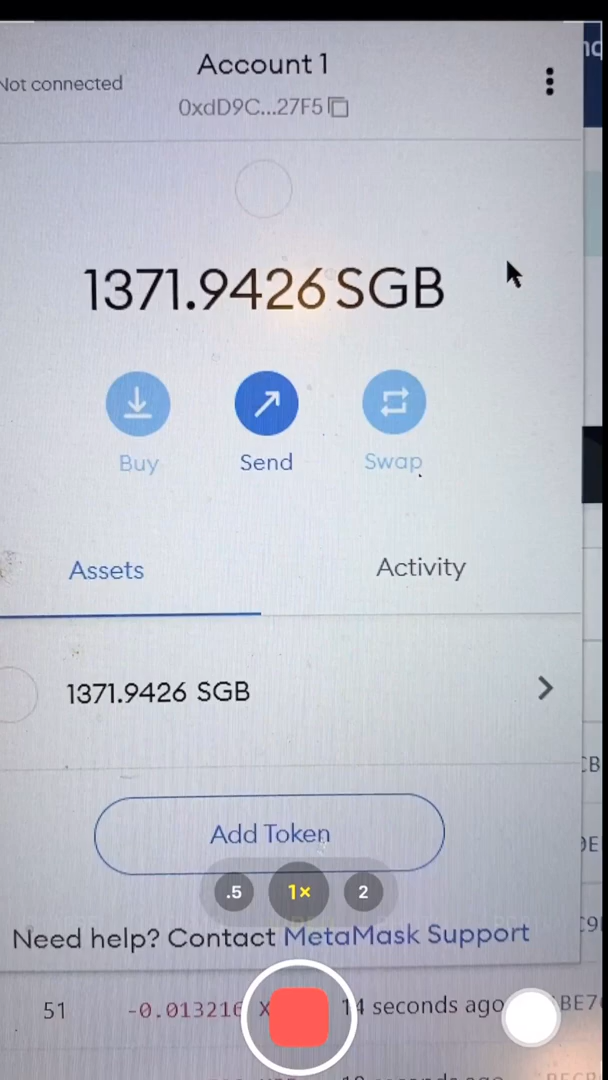 Account 1
Not connected
0xdD9C...27F5
1371.9426 SGB
Buy
Send
Swap
Assets
Activity
1371.9426 SGB
Add Token
.5
1×
2
Need help? Contact MetaMask Support
51
-0.013216
14 seconds ago